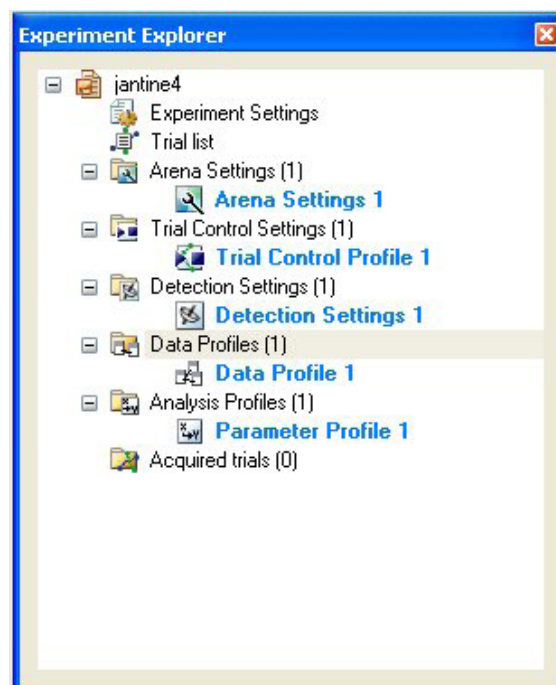 Experiment Explorer
jantine4
Experiment Settings
Trial list
Arena Settings (1)
Arena Settings 1
Trial Control Settings (1)
Trial Control Profile 1
Detection Settings (1)
Detection Settings 1
Data Profiles (1)
Data Profile 1
Analysis Profiles (1)
Parameter Profile 1
Acquired trials (0)